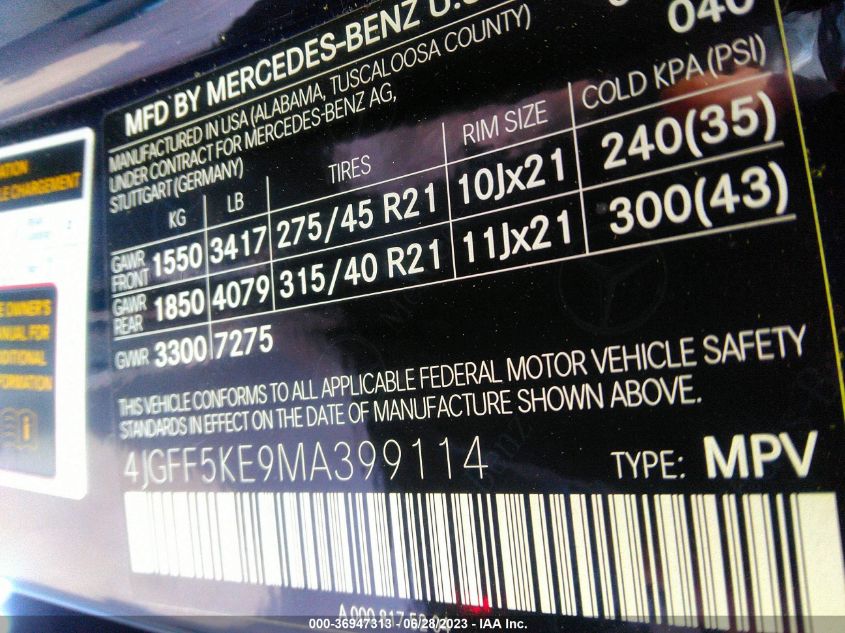 MFD BY MERCEDES-BENZ U.S.
040
MANUFACTURED IN USA (ALABAMA, TUSCALOOSA COUNTY)
UNDER CONTRACT FOR MERCEDES-BENZ AG,
STUTTGART (GERMANY)
KG LB TIRES RIM SIZE COLD KPA (PSI)
GAWR FRONT 1550 3417 275/45 R21 10Jx21 240(35)
GAWR REAR 1850 4079 315/40 R21 11Jx21 300(43)
GVWR 3300 7275
THIS VEHICLE CONFORMS TO ALL APPLICABLE FEDERAL MOTOR VEHICLE SAFETY
STANDARDS IN EFFECT ON THE DATE OF MANUFACTURE SHOWN ABOVE.
4JGFF5KE9MA399114 TYPE: MPV
CHARGEMENT
OWNER'S
FOR
000-36947313 - 06/28/2023 - IAA Inc.